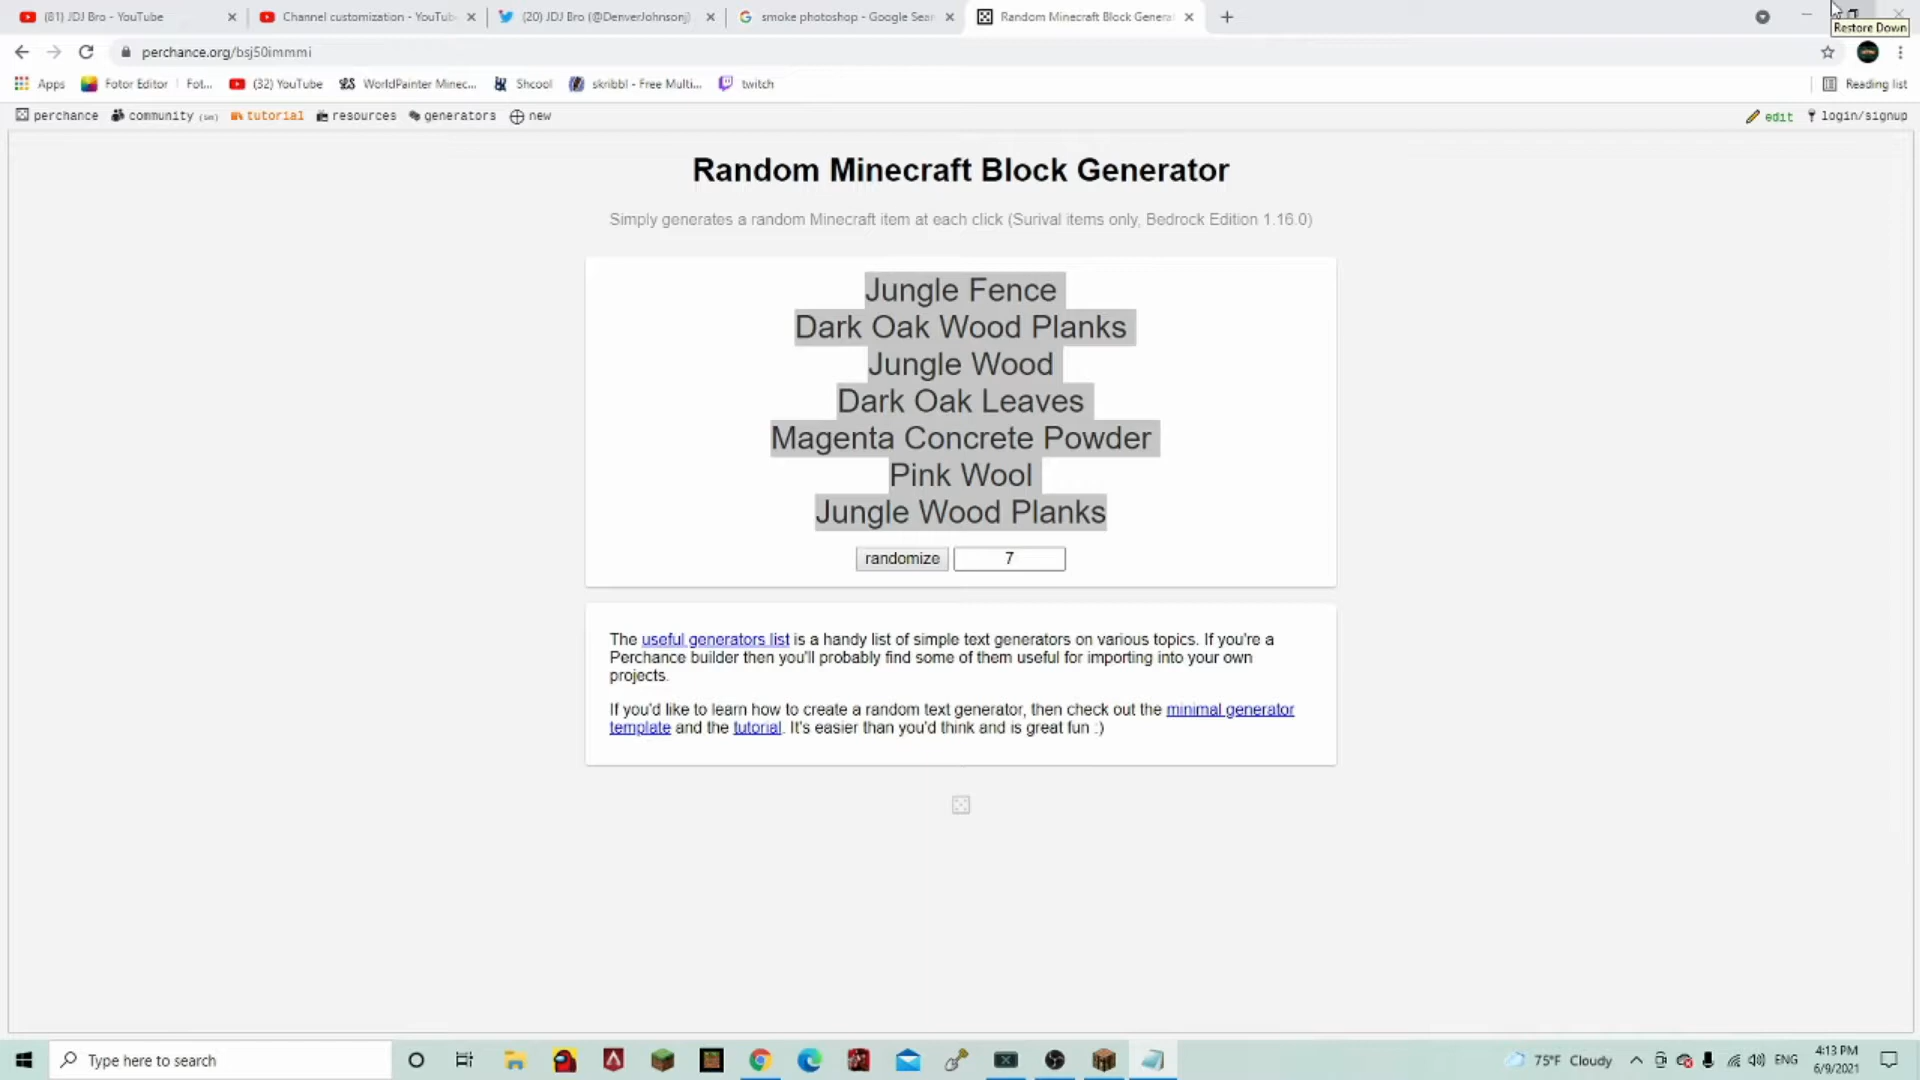 (81) JDJ Bro - YouTube
Channel customization - YouTub
(20) JDJ Bro (@DenverJohnsonj)
smoke photoshop - Google Sear
Random Minecraft Block Genera
Restore Down
perchance.org/bsj50immmi
Apps
Fotor Editor | Fot...
(32) YouTube
WorldPainter Minec...
Shcool
skribbl - Free Multi...
twitch
Reading list
perchance
community
tutorial
resources
generators
new
edit
login/signup
Random Minecraft Block Generator
Simply generates a random Minecraft item at each click (Surival items only, Bedrock Edition 1.16.0)
Jungle Fence
Dark Oak Wood Planks
Jungle Wood
Dark Oak Leaves
Magenta Concrete Powder
Pink Wool
Jungle Wood Planks
randomize
7
The useful generators list is a handy list of simple text generators on various topics. If you're a
Perchance builder then you'll probably find some of them useful for importing into your own
projects.
If you'd like to learn how to create a random text generator, then check out the minimal generator
template and the tutorial. It's easier than you'd think and is great fun :)
Type here to search
75°F Cloudy
ENG
4:13 PM
6/9/2021